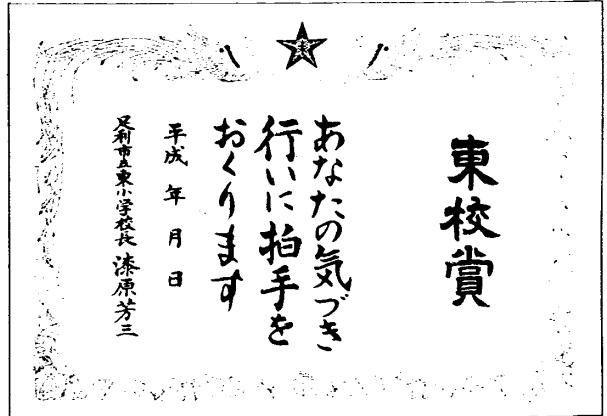 東校賞
あなたの気づき
行いに拍手を
おくります
平成 年 月 日
足利市立東小学校長 漆原芳三